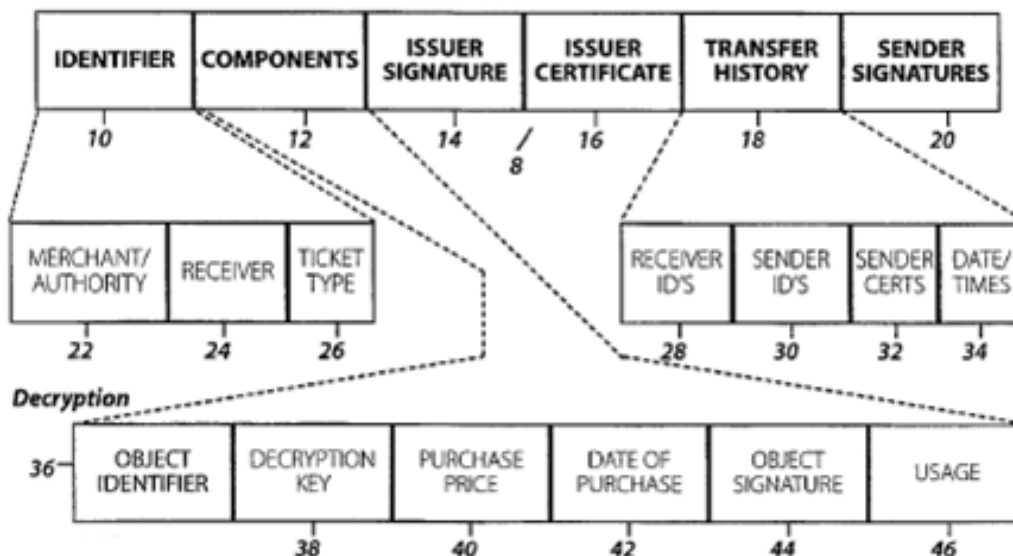 IDENTIFIER
COMPONENTS
ISSUER
SIGNATURE
ISSUER
CERTIFICATE
TRANSFER
HISTORY
SENDER
SIGNATURES
10
12
14
8
16
18
20
MERCHANT/
AUTHORITY
RECEIVER
TICKET
TYPE
RECEIVER
ID'S
SENDER
ID'S
SENDER
CERTS
DATE/
TIMES
22
24
26
28
30
32
34
Decryption
36
OBJECT
IDENTIFIER
DECRYPTION
KEY
PURCHASE
PRICE
DATE OF
PURCHASE
OBJECT
SIGNATURE
USAGE
38
40
42
44
46